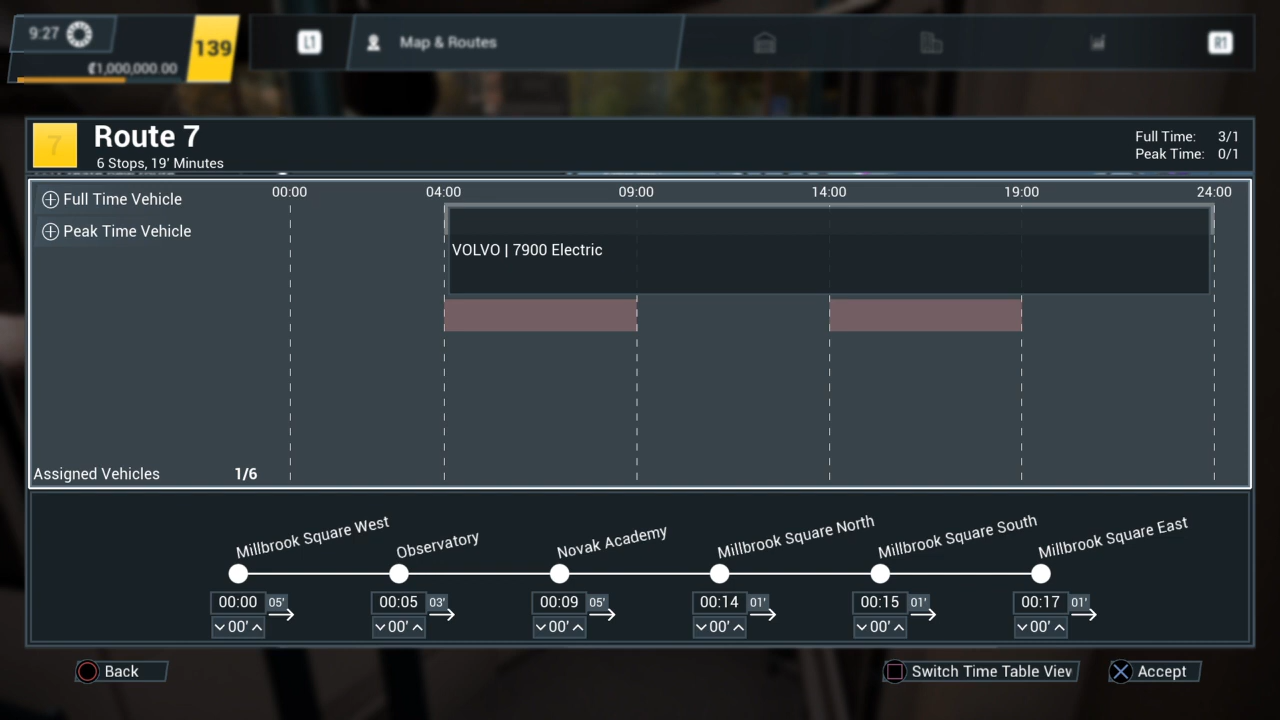 9:27
139
₡1,000,000.00
L1
Map & Routes
R1
7
Route 7
6 Stops, 19' Minutes
Full Time: 3/1
Peak Time: 0/1
Full Time Vehicle
Peak Time Vehicle
00:00 04:00 09:00 14:00 19:00 24:00
VOLVO | 7900 Electric
Assigned Vehicles 1/6
Millbrook Square West Observatory Novak Academy Millbrook Square North Millbrook Square South Millbrook Square East
00:00 05' 00:05 03' 00:09 05' 00:14 01' 00:15 01' 00:17 01'
00' 00' 00' 00' 00' 00'
Back
Switch Time Table View
Accept